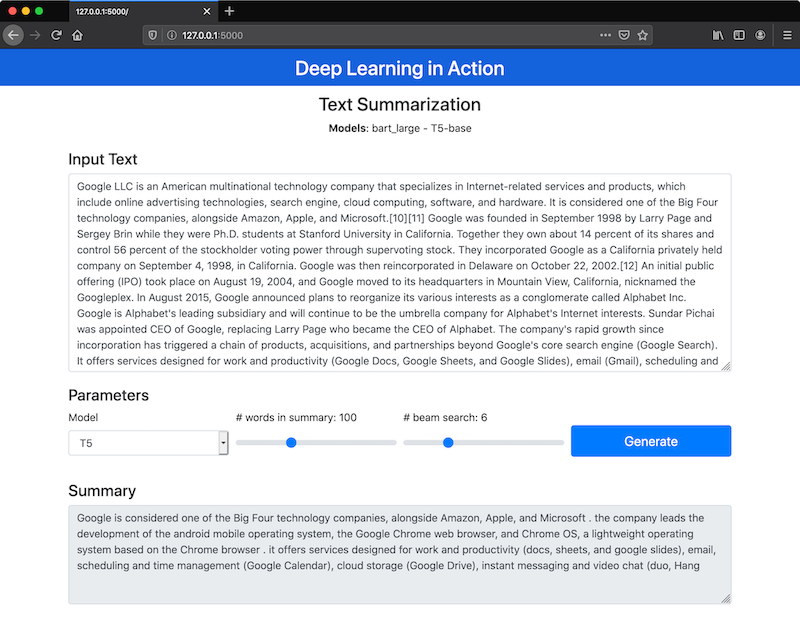 127.0.0.1:5000/
127.0.0.1:5000
Deep Learning in Action
Text Summarization
Models: bart_large - T5-base
Input Text
Google LLC is an American multinational technology company that specializes in Internet-related services and products, which
include online advertising technologies, search engine, cloud computing, software, and hardware. It is considered one of the Big Four
technology companies, alongside Amazon, Apple, and Microsoft.[10][11] Google was founded in September 1998 by Larry Page and
Sergey Brin while they were Ph.D. students at Stanford University in California. Together they own about 14 percent of its shares and
control 56 percent of the stockholder voting power through supervoting stock. They incorporated Google as a California privately held
company on September 4, 1998, in California. Google was then reincorporated in Delaware on October 22, 2002.[12] An initial public
offering (IPO) took place on August 19, 2004, and Google moved to its headquarters in Mountain View, California, nicknamed the
Googleplex. In August 2015, Google announced plans to reorganize its various interests as a conglomerate called Alphabet Inc.
Google is Alphabet's leading subsidiary and will continue to be the umbrella company for Alphabet's Internet interests. Sundar Pichai
was appointed CEO of Google, replacing Larry Page who became the CEO of Alphabet. The company's rapid growth since
incorporation has triggered a chain of products, acquisitions, and partnerships beyond Google's core search engine (Google Search).
It offers services designed for work and productivity (Google Docs, Google Sheets, and Google Slides), email (Gmail), scheduling and
Parameters
Model # words in summary: 100 # beam search: 6
T5 Generate
Summary
Google is considered one of the Big Four technology companies, alongside Amazon, Apple, and Microsoft . the company leads the
development of the android mobile operating system, the Google Chrome web browser, and Chrome OS, a lightweight operating
system based on the Chrome browser . it offers services designed for work and productivity (docs, sheets, and google slides), email,
scheduling and time management (Google Calendar), cloud storage (Google Drive), instant messaging and video chat (duo, Hang